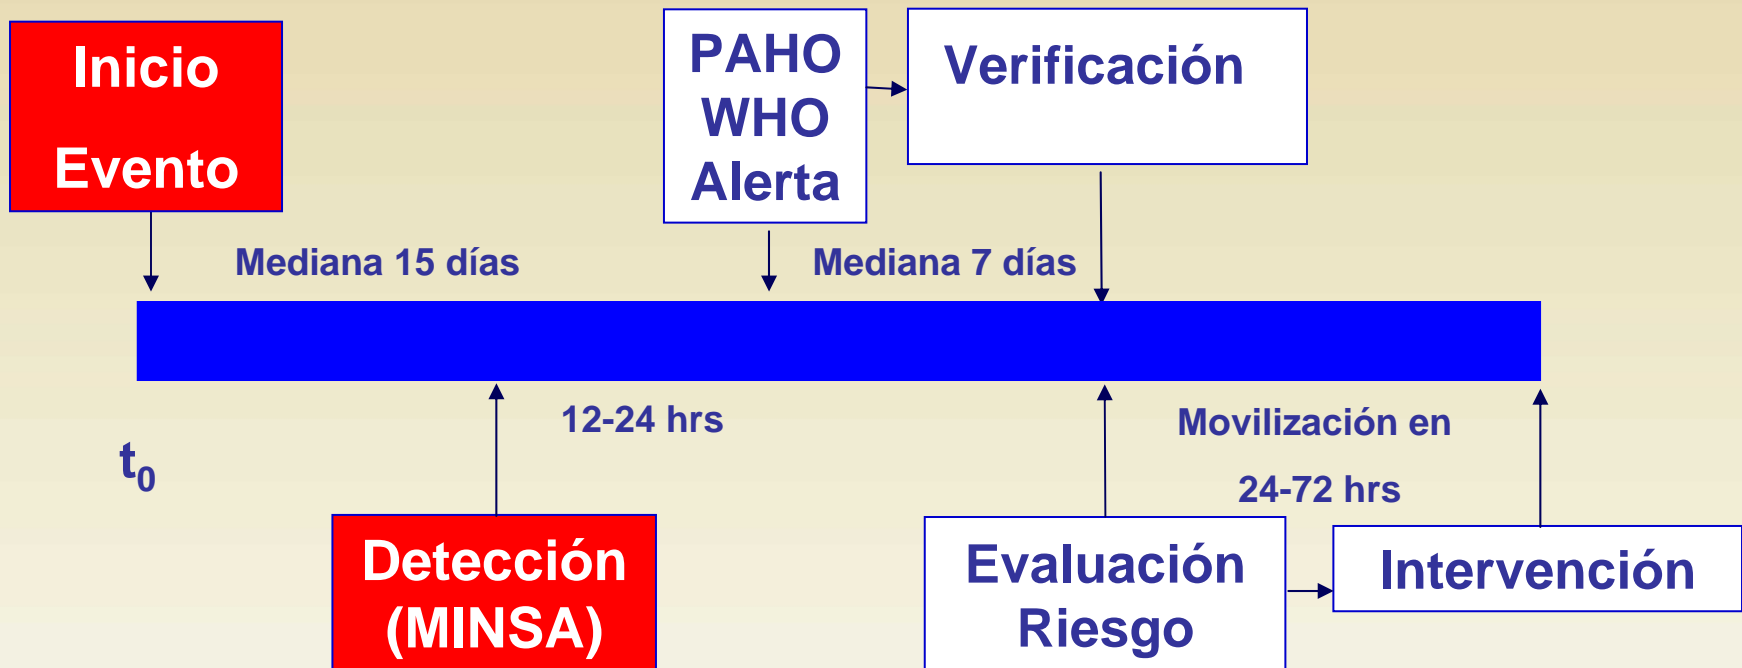 Inicio
Evento
PAHO
WHO
Alerta
Verificación
Mediana 15 días
Mediana 7 días
12-24 hrs
Movilización en
24-72 hrs
t0
Detección
(MINSA)
Evaluación
Riesgo
Intervención